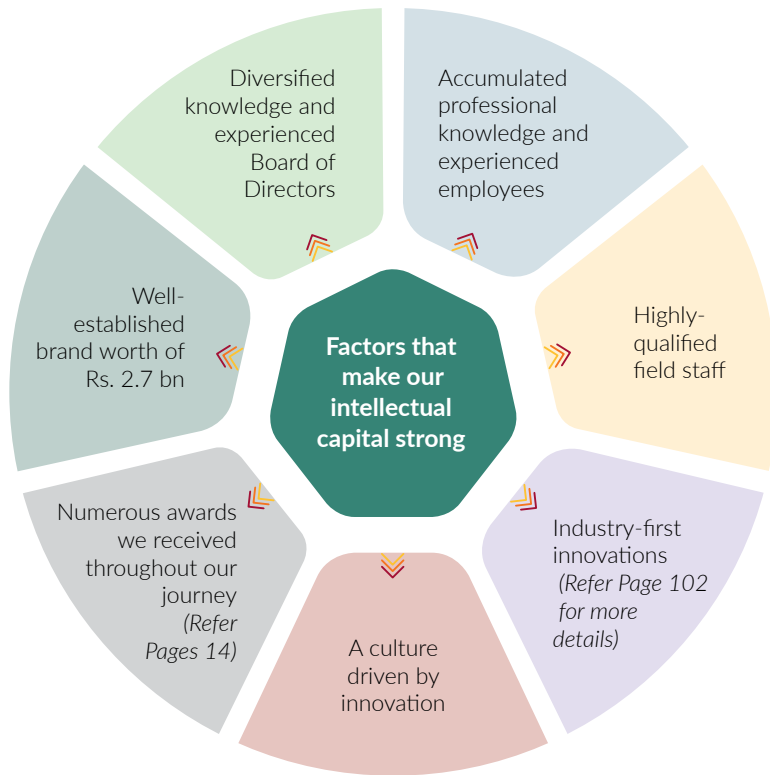 Factors that
make our
intellectual
capital strong
Accumulated
professional
knowledge and
experienced
employees
Highly-
qualified
field staff
Industry-first
innovations
(Refer Page 102
for more
details)
A culture
driven by
innovation
Numerous awards
we received
throughout our
journey
(Refer
Pages 14)
Well-
established
brand worth of
Rs. 2.7 bn
Diversified
knowledge and
experienced
Board of
Directors